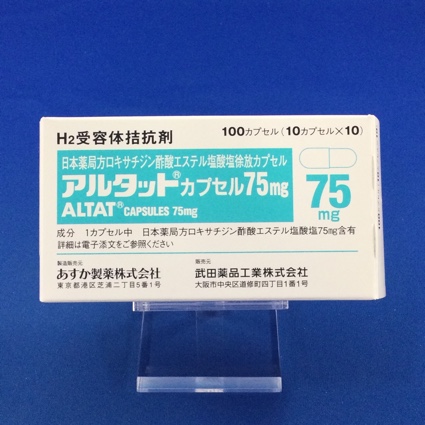 H2受容体拮抗剤
100カプセル(10カプセル×10)
日本薬局方ロキサチジン酢酸エステル塩酸塩徐放カプセル
アルタット®カプセル75mg
ALTAT® CAPSULES 75mg
75
mg
成分 1カプセル中 日本薬局方ロキサチジン酢酸エステル塩酸塩75mg含有
詳細は電子添文をご参照ください
製造販売元
あすか製薬株式会社
東京都港区芝浦二丁目5番1号
販売元
武田薬品工業株式会社
大阪市中央区道修町四丁目1番1号